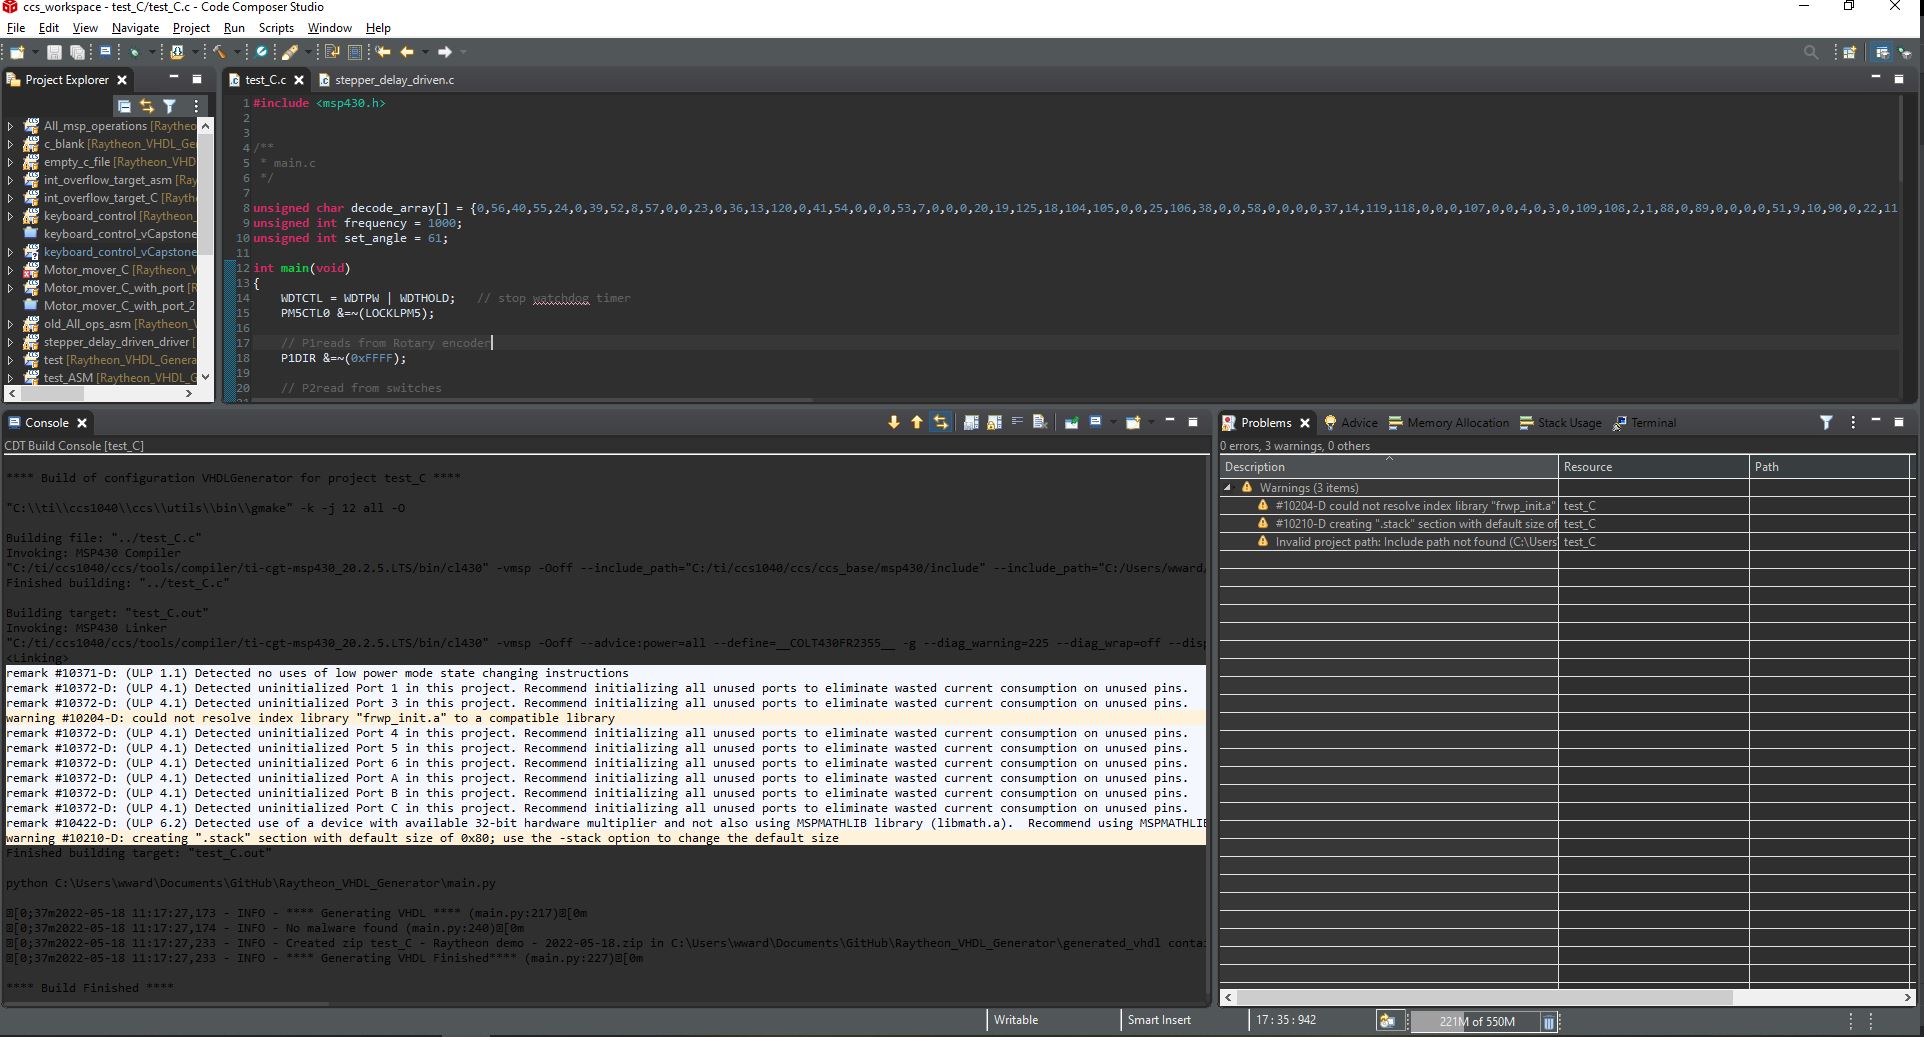 ccs_workspace - test_C/test_C.c - Code Composer Studio
File Edit View Navigate Project Run Scripts Window Help
Project Explorer
All_msp_operations [Raytheo
c_blank [Raytheon_VHDL_Ge
empty_c_file [Raytheon_VHD
int_overflow_target_asm [Ray
int_overflow_target_C [Rayth
keyboard_control [Raytheon_
keyboard_control_vCapstone
keyboard_control_vCapstone
Motor_mover_C [Raytheon_V
Motor_mover_C_with_port [R
Motor_mover_C_with_port_2
old_All_ops_asm [Raytheon_V
stepper_delay_driven_driver [
test [Raytheon_VHDL_Genera
test_ASM [Raytheon_VHDL_G
test_C.c stepper_delay_driven.c
1 #include <msp430.h>
2
3
4 /**
5  * main.c
6  */
7
8 unsigned char decode_array[] = {0,56,40,55,24,0,39,52,8,57,0,0,23,0,36,13,120,0,41,54,0,0,0,53,7,0,0,0,20,19,125,18,104,105,0,0,25,106,38,0,0,58,0,0,0,0,37,14,119,118,0,0,0,107,0,0,4,0,3,0,109,108,2,1,88,0,89,0,0,0,0,51,9,10,90,0,22,11
9 unsigned int frequency = 1000;
10 unsigned int set_angle = 61;
11
12 int main(void)
13 {
14 WDTCTL = WDTPW | WDTHOLD; // stop watchdog timer
15 PM5CTL0 &=~(LOCKLPM5);
16
17 // P1reads from Rotary encoder
18 P1DIR &=~(0xFFFF);
19
20 // P2read from switches
Console
CDT Build Console [test_C]
**** Build of configuration VHDLGenerator for project test_C ****
"C:\\ti\\ccs1040\\ccs\\utils\\bin\\gmake" -k -j 12 all -O
Building file: "../test_C.c"
Invoking: MSP430 Compiler
"C:/ti/ccs1040/ccs/tools/compiler/ti-cgt-msp430_20.2.5.LTS/bin/cl430" -vmsp -Ooff --include_path="C:/ti/ccs1040/ccs/ccs_base/msp430/include" --include_path="C:/Users/wward/
Finished building: "../test_C.c"
Building target: "test_C.out"
Invoking: MSP430 Linker
"C:/ti/ccs1040/ccs/tools/compiler/ti-cgt-msp430_20.2.5.LTS/bin/cl430" -vmsp -Ooff --advice:power=all --define=__COLT430FR2355__ -g --diag_warning=225 --diag_wrap=off --disp
<Linking>
remark #10371-D: (ULP 1.1) Detected no uses of low power mode state changing instructions
remark #10372-D: (ULP 4.1) Detected uninitialized Port 1 in this project. Recommend initializing all unused ports to eliminate wasted current consumption on unused pins.
remark #10372-D: (ULP 4.1) Detected uninitialized Port 3 in this project. Recommend initializing all unused ports to eliminate wasted current consumption on unused pins.
warning #10204-D: could not resolve index library "frwp_init.a" to a compatible library
remark #10372-D: (ULP 4.1) Detected uninitialized Port 4 in this project. Recommend initializing all unused ports to eliminate wasted current consumption on unused pins.
remark #10372-D: (ULP 4.1) Detected uninitialized Port 5 in this project. Recommend initializing all unused ports to eliminate wasted current consumption on unused pins.
remark #10372-D: (ULP 4.1) Detected uninitialized Port 6 in this project. Recommend initializing all unused ports to eliminate wasted current consumption on unused pins.
remark #10372-D: (ULP 4.1) Detected uninitialized Port A in this project. Recommend initializing all unused ports to eliminate wasted current consumption on unused pins.
remark #10372-D: (ULP 4.1) Detected uninitialized Port B in this project. Recommend initializing all unused ports to eliminate wasted current consumption on unused pins.
remark #10372-D: (ULP 4.1) Detected uninitialized Port C in this project. Recommend initializing all unused ports to eliminate wasted current consumption on unused pins.
remark #10422-D: (ULP 6.2) Detected use of a device with available 32-bit hardware multiplier and not also using MSPMATHLIB library (libmath.a).  Recommend using MSPMATHLIB
warning #10210-D: creating ".stack" section with default size of 0x80; use the -stack option to change the default size
Finished building target: "test_C.out"
python C:\Users\wward\Documents\GitHub\Raytheon_VHDL_Generator\main.py
[0;37m2022-05-18 11:17:27,173 - INFO - **** Generating VHDL **** (main.py:217)[0m
[0;37m2022-05-18 11:17:27,174 - INFO - No malware found (main.py:240)[0m
[0;37m2022-05-18 11:17:27,233 - INFO - Created zip test_C - Raytheon demo - 2022-05-18.zip in C:\Users\wward\Documents\GitHub\Raytheon_VHDL_Generator\generated_vhdl contai
[0;37m2022-05-18 11:17:27,233 - INFO - **** Generating VHDL Finished**** (main.py:227)[0m
**** Build Finished ****
Problems Advice Memory Allocation Stack Usage Terminal
0 errors, 3 warnings, 0 others
Description Resource Path
Warnings (3 items)
#10204-D could not resolve index library "frwp_init.a" test_C
#10210-D creating ".stack" section with default size of test_C
Invalid project path: Include path not found (C:\Users test_C
Writable Smart Insert 17 : 35 : 942 221M of 550M